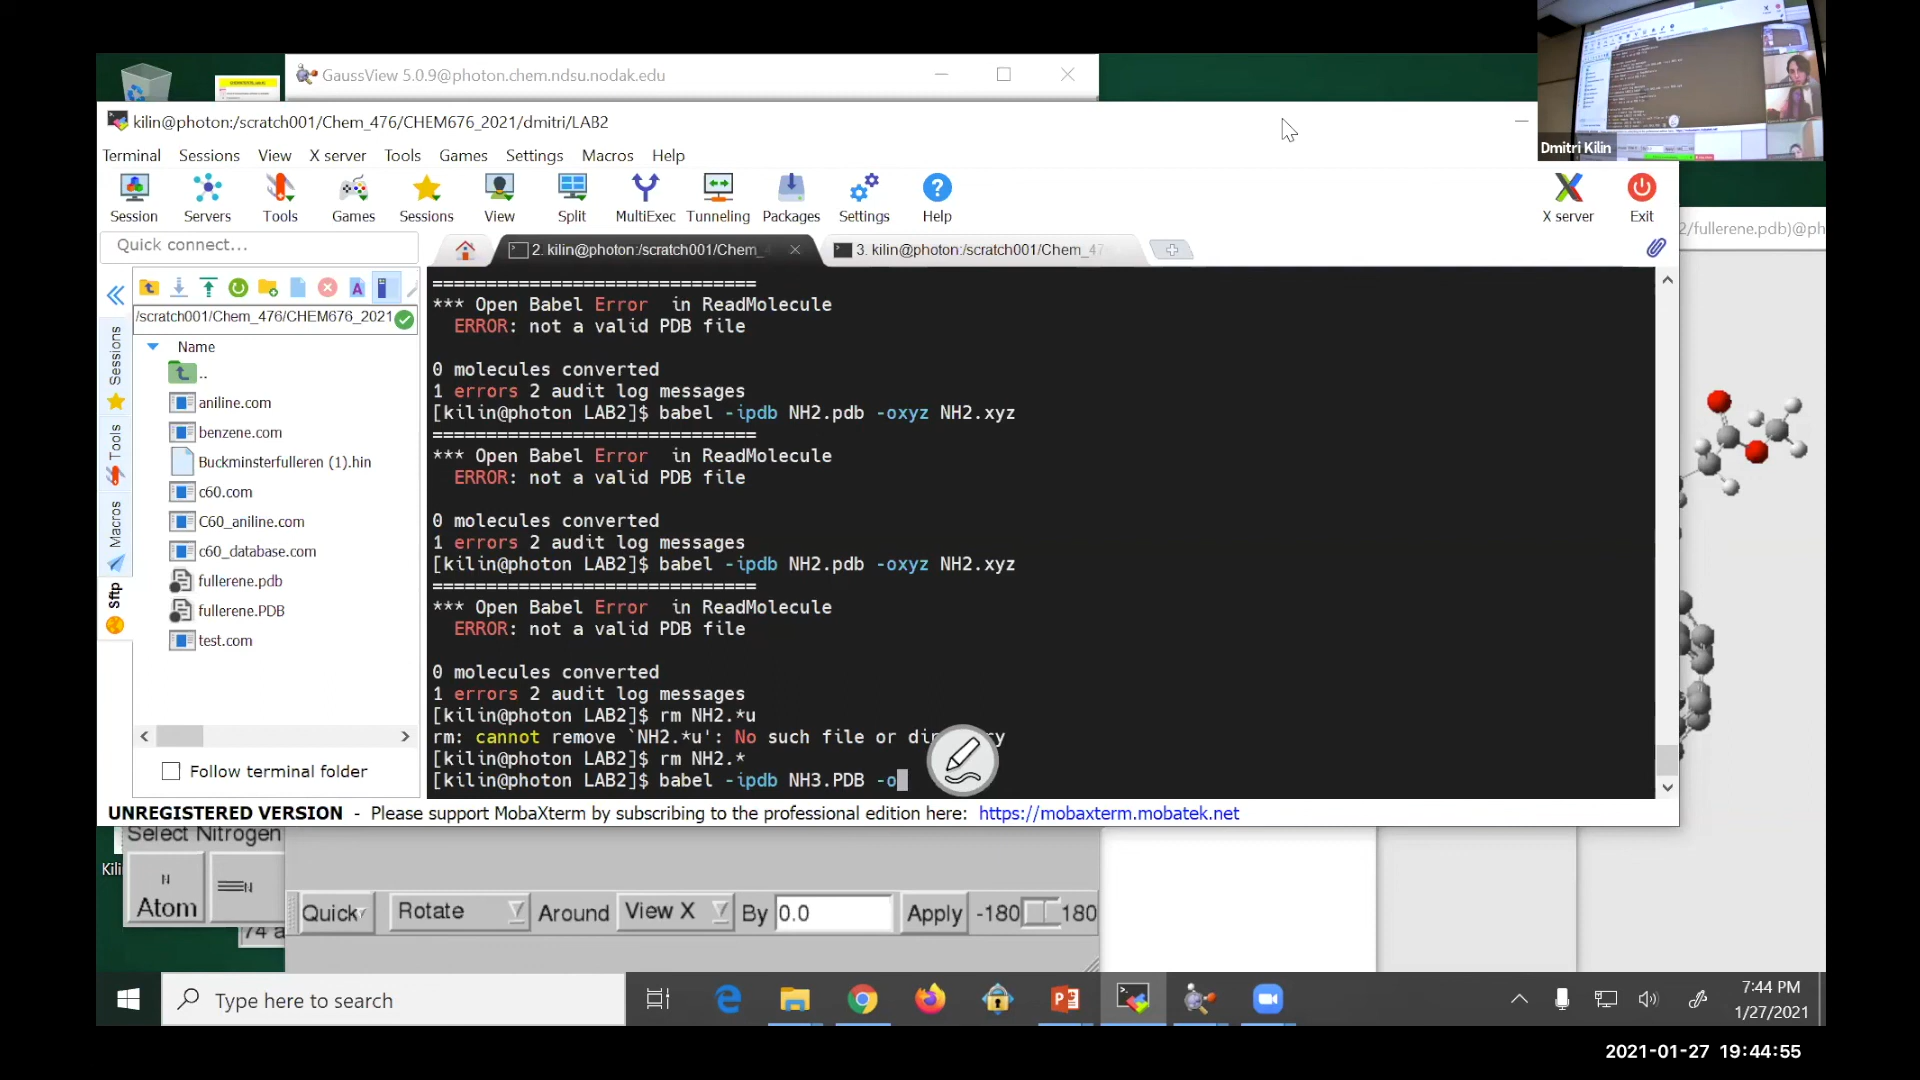 GaussView 5.0.9@photon.chem.ndsu.nodak.edu
kilin@photon:/scratch001/Chem_476/CHEM676_2021/dmitri/LAB2
Dmitri Kilin
Terminal Sessions View X server Tools Games Settings Macros Help
Session Servers Tools Games Sessions View Split MultiExec Tunneling Packages Settings Help X server Exit
2/fullerene.pdb)@ph
Quick connect...
2. kilin@photon:/scratch001/Chem_
3. kilin@photon:/scratch001/Chem_47
/scratch001/Chem_476/CHEM676_2021
Sessions
Tools
Macros
Sftp
Name
..
aniline.com
benzene.com
Buckminsterfulleren (1).hin
c60.com
C60_aniline.com
c60_database.com
fullerene.pdb
fullerene.PDB
test.com
Follow terminal folder
==============================
*** Open Babel Error  in ReadMolecule
ERROR: not a valid PDB file
0 molecules converted
1 errors 2 audit log messages
[kilin@photon LAB2]$ babel -ipdb NH2.pdb -oxyz NH2.xyz
==============================
*** Open Babel Error  in ReadMolecule
ERROR: not a valid PDB file
0 molecules converted
1 errors 2 audit log messages
[kilin@photon LAB2]$ babel -ipdb NH2.pdb -oxyz NH2.xyz
==============================
*** Open Babel Error  in ReadMolecule
ERROR: not a valid PDB file
0 molecules converted
1 errors 2 audit log messages
[kilin@photon LAB2]$ rm NH2.*u
rm: cannot remove `NH2.*u': No such file or directory
[kilin@photon LAB2]$ rm NH2.*
[kilin@photon LAB2]$ babel -ipdb NH3.PDB -o
UNREGISTERED VERSION - Please support MobaXterm by subscribing to the professional edition here: https://mobaxterm.mobatek.net
Select Nitrogen
Kili
N
Atom
N
74 a
Quick Rotate Around View X By 0.0 Apply -180 180
Type here to search
7:44 PM
1/27/2021
2021-01-27 19:44:55